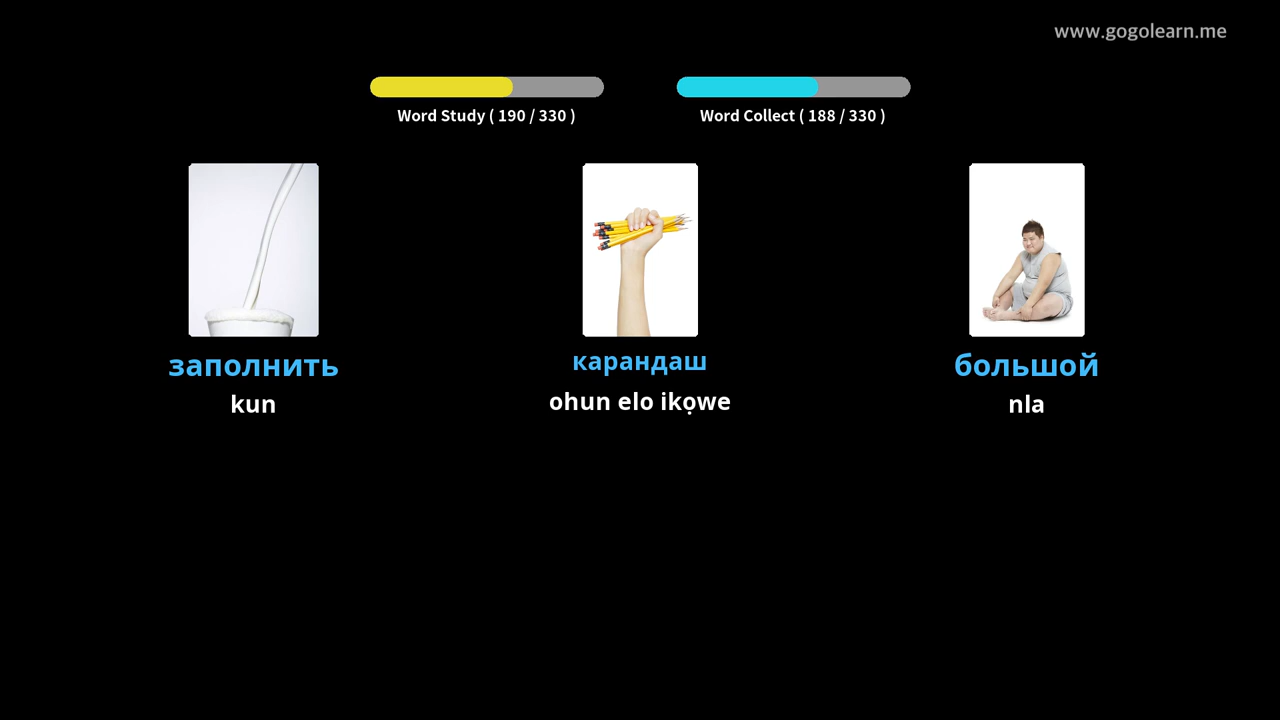 www.gogolearn.me
Word Study ( 190 / 330 )
Word Collect ( 188 / 330 )
заполнить
kun
карандаш
ohun elo ikọwe
большой
nla